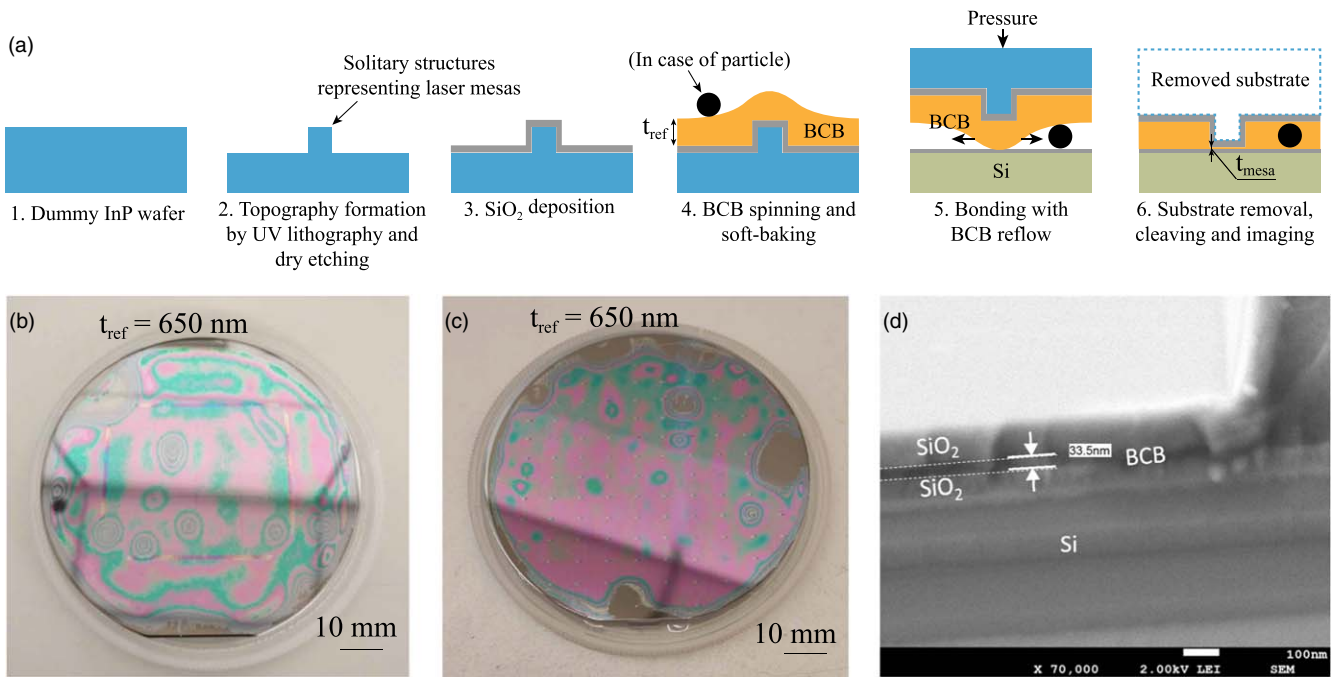 (a)
Solitary structures
representing laser mesas
(In case of particle)
t_ref
BCB
Pressure
BCB
Si
Removed substrate
t_mesa
1. Dummy InP wafer
2. Topography formation
by UV lithography and
dry etching
3. SiO₂ deposition
4. BCB spinning and
soft-baking
5. Bonding with
BCB reflow
6. Substrate removal,
cleaving and imaging
(b)
t_ref = 650 nm
10 mm
(c)
t_ref = 650 nm
10 mm
(d)
SiO₂
33.5nm
BCB
SiO₂
Si
100nm
X 70,000 2.00kV LEI SEM